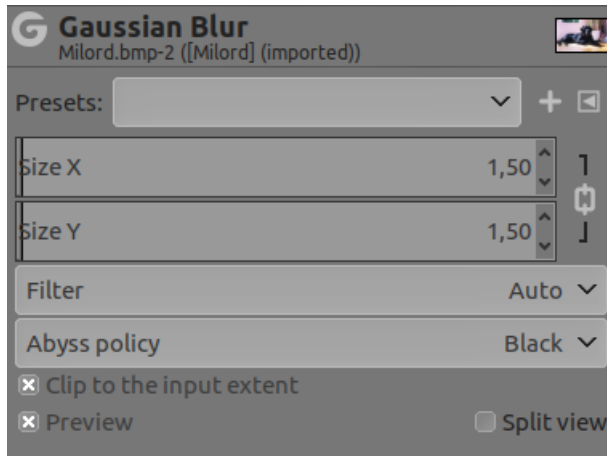 Gaussian Blur
Milord.bmp-2 ([Milord] (imported))
Presets:
Size X 1,50
Size Y 1,50
Filter Auto
Abyss policy Black
Clip to the input extent
Preview Split view